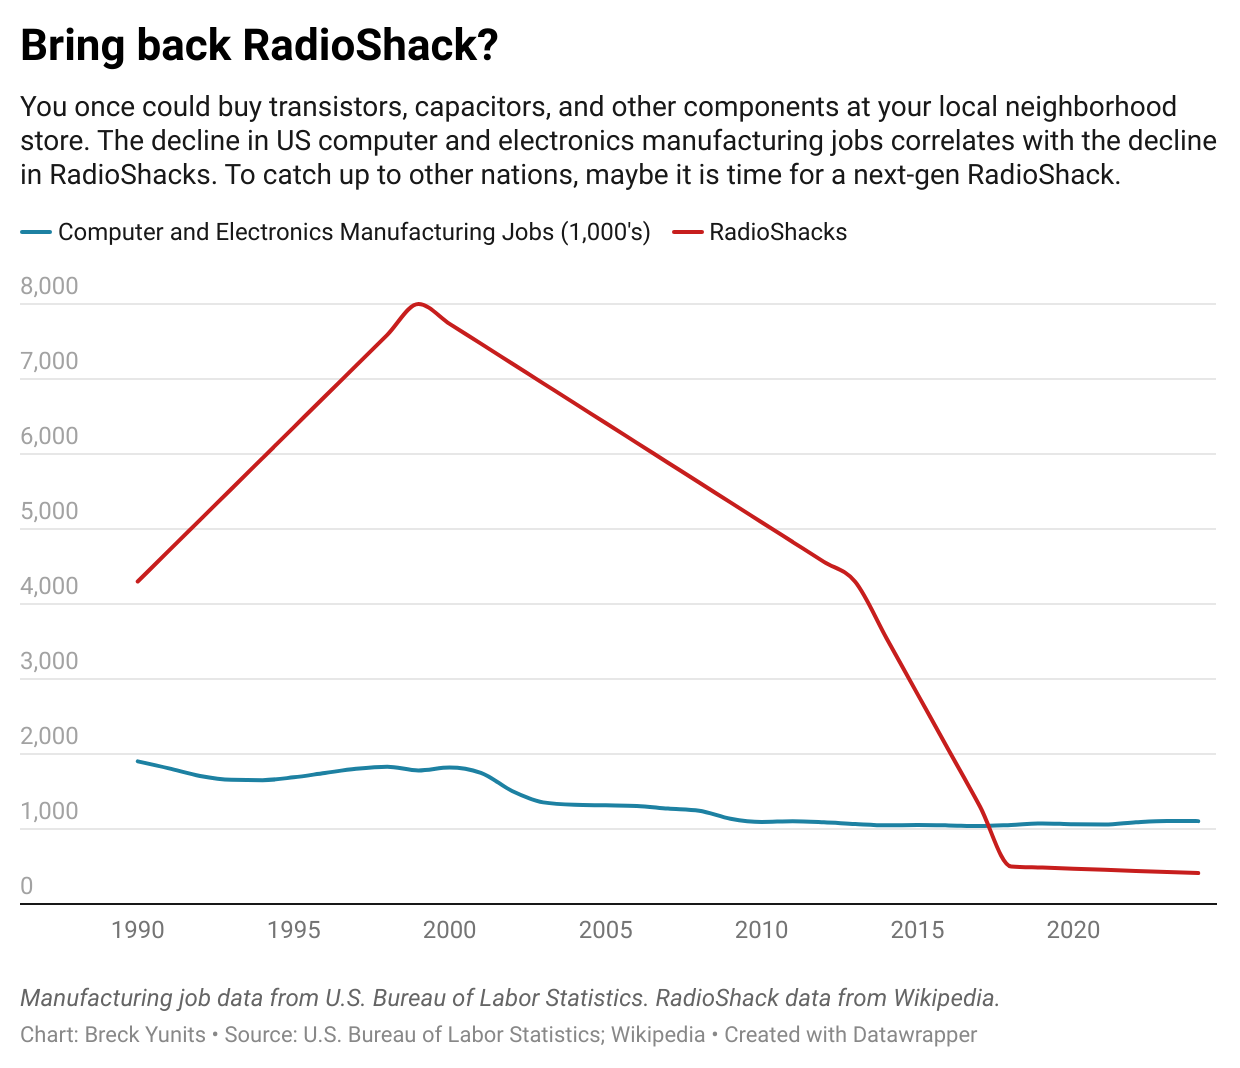 Bring back RadioShack?
You once could buy transistors, capacitors, and other components at your local neighborhood
store. The decline in US computer and electronics manufacturing jobs correlates with the decline
in RadioShacks. To catch up to other nations, maybe it is time for a next-gen RadioShack.
Computer and Electronics Manufacturing Jobs (1,000's) RadioShacks
8,000
7,000
6,000
5,000
4,000
3,000
2,000
1,000
0
1990 1995 2000 2005 2010 2015 2020
Manufacturing job data from U.S. Bureau of Labor Statistics. RadioShack data from Wikipedia.
Chart: Breck Yunits • Source: U.S. Bureau of Labor Statistics; Wikipedia • Created with Datawrapper